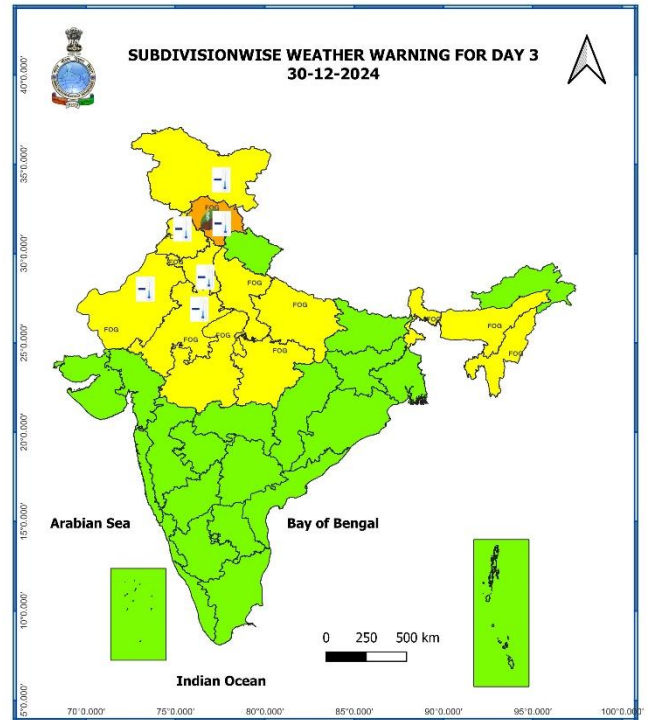 SUBDIVISIONWISE WEATHER WARNING FOR DAY 3
30-12-2024
40°0.000'
35°0.000'
30°0.000'
25°0.000'
20°0.000'
15°0.000'
10°0.000'
5°0.000'
FOG
FOG
FOG
FOG
FOG
FOG
FOG
FOG
FOG
FOG
FOG
Arabian Sea
Bay of Bengal
0 250 500 km
Indian Ocean
70°0.000' 75°0.000' 80°0.000' 85°0.000' 90°0.000' 95°0.000' 100°0.000'